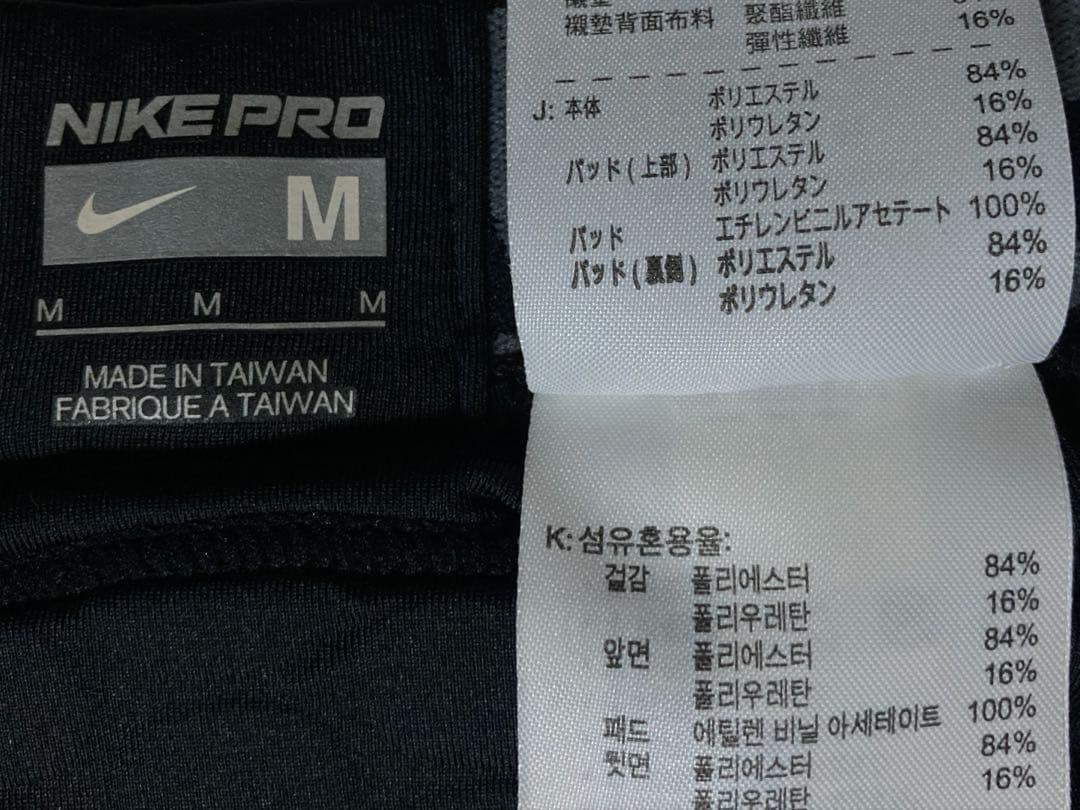 NIKE PRO
M
M M M
MADE IN TAIWAN
FABRIQUE A TAIWAN
襯墊背面布料 聚酯纖維
彈性纖維 16%
J: 本体 ポリエステル 84%
ポリウレタン 16%
パッド(上部) ポリエステル 84%
ポリウレタン 16%
パッド エチレンビニルアセテート 100%
パッド(裏側) ポリエステル 84%
ポリウレタン 16%
K: 섬유혼용율:
겉감 폴리에스터 84%
폴리우레탄 16%
앞면 폴리에스터 84%
폴리우레탄 16%
패드 에틸렌 비닐 아세테이트 100%
뒷면 폴리에스터 84%
폴리우레탄 16%